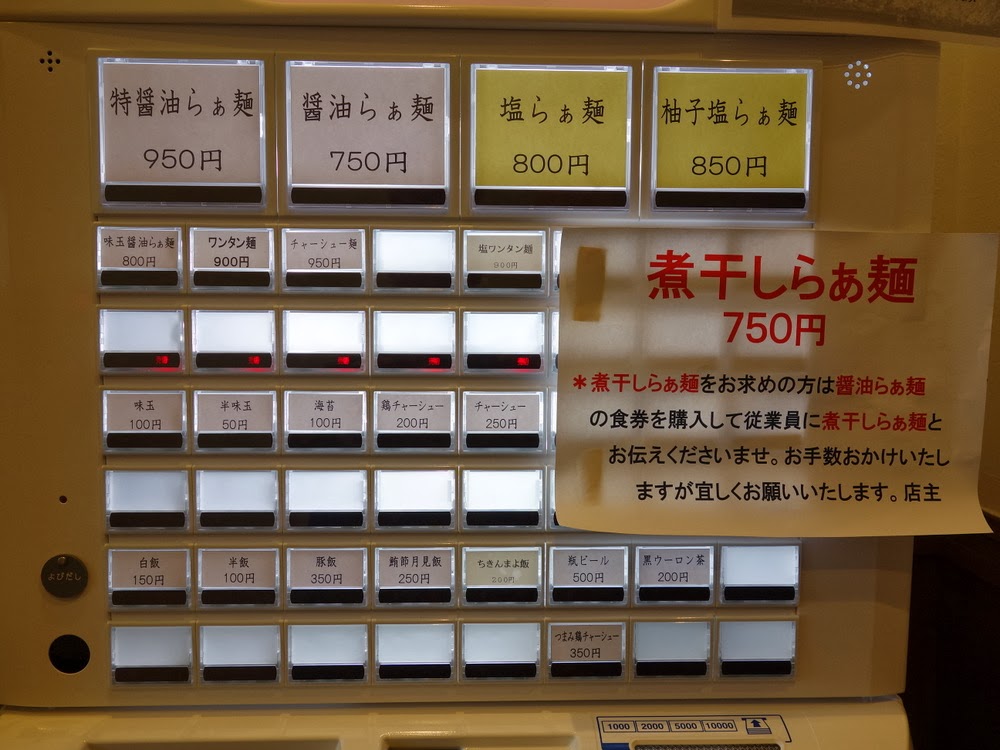 特醤油らぁ麺
950円
醤油らぁ麺
750円
塩らぁ麺
800円
柚子塩らぁ麺
850円
味玉醤油らぁ麺
800円
ワンタン麺
900円
チャーシュー麺
950円
塩ワンタン麺
900円
煮干しらぁ麺
750円
*煮干しらぁ麺をお求めの方は醤油らぁ麺
の食券を購入して従業員に煮干しらぁ麺と
お伝えくださいませ。お手数おかけいたし
ますが宜しくお願いいたします。店主
味玉
100円
半味玉
50円
海苔
100円
鶏チャーシュー
200円
チャーシュー
250円
白飯
150円
半飯
100円
豚飯
350円
鮪節月見飯
250円
ちきんまよ飯
200円
瓶ビール
500円
黒ウーロン茶
200円
つまみ鶏チャーシュー
350円
よびだし
1000 2000 5000 10000